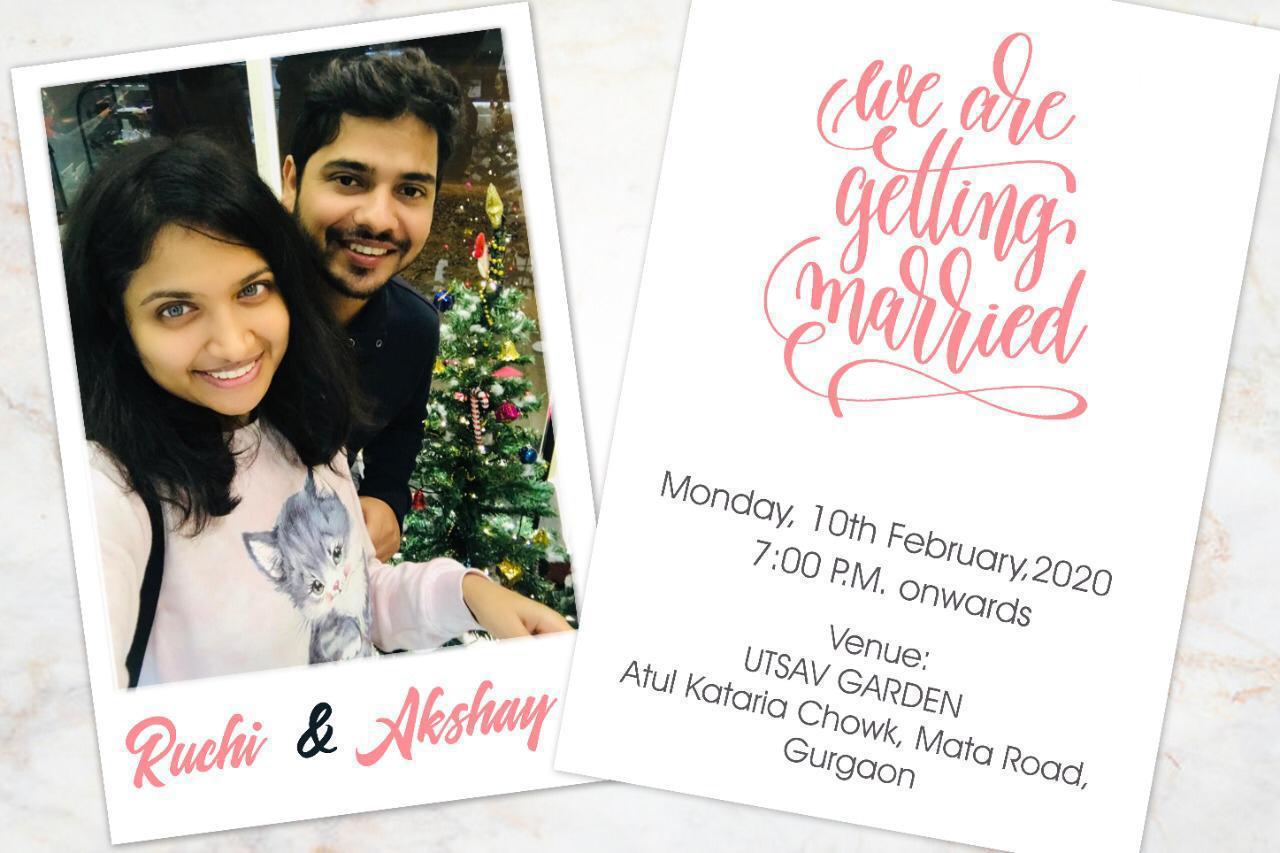 Ruchi & Akshay
we are
getting
married
Monday, 10th February,2020
7:00 P.M. onwards
Venue:
UTSAV GARDEN
Atul Kataria Chowk, Mata Road,
Gurgaon